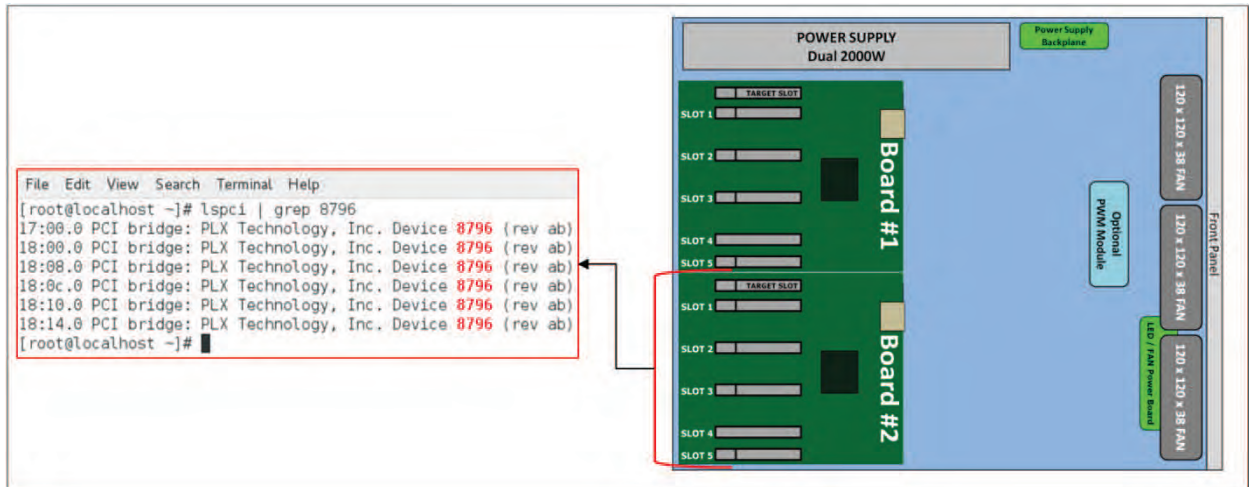 File Edit View Search Terminal Help
[root@localhost ~]# lspci | grep 8796
17:00.0 PCI bridge: PLX Technology, Inc. Device 8796 (rev ab)
18:00.0 PCI bridge: PLX Technology, Inc. Device 8796 (rev ab)
18:08.0 PCI bridge: PLX Technology, Inc. Device 8796 (rev ab)
18:0c.0 PCI bridge: PLX Technology, Inc. Device 8796 (rev ab)
18:10.0 PCI bridge: PLX Technology, Inc. Device 8796 (rev ab)
18:14.0 PCI bridge: PLX Technology, Inc. Device 8796 (rev ab)
[root@localhost ~]#
POWER SUPPLY
Dual 2000W
Power Supply
Backplane
TARGET SLOT
SLOT 1
SLOT 2
SLOT 3
SLOT 4
SLOT 5
Board #1
TARGET SLOT
SLOT 1
SLOT 2
SLOT 3
SLOT 4
SLOT 5
Board #2
Optional
PWM Module
LED / FAN Power Board
120 x 120 x 38 FAN
120 x 120 x 38 FAN
120 x 120 x 38 FAN
Front Panel